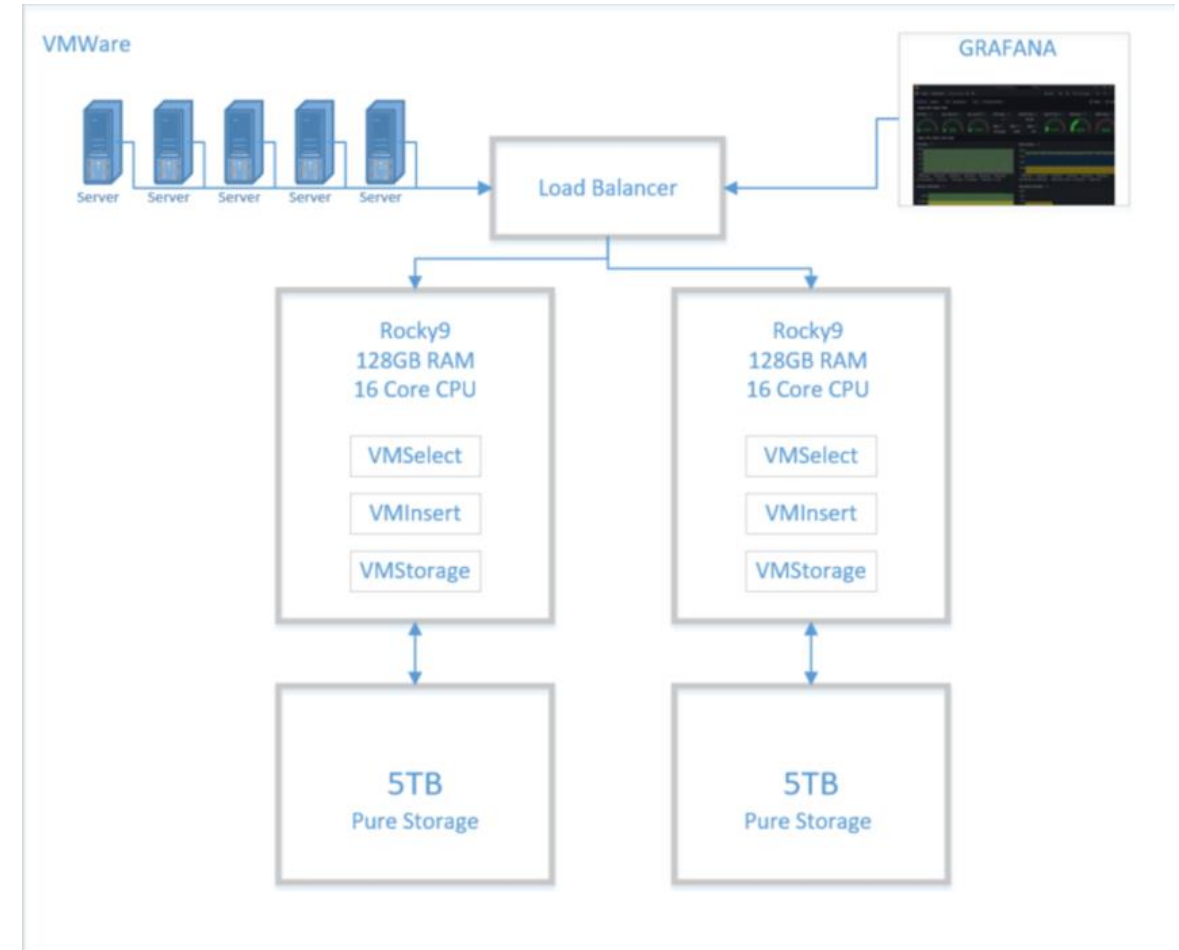 VMWare
GRAFANA
Server
Server
Server
Server
Server
Load Balancer
Rocky9
128GB RAM
16 Core CPU
VMSelect
VMInsert
VMStorage
Rocky9
128GB RAM
16 Core CPU
VMSelect
VMInsert
VMStorage
5TB
Pure Storage
5TB
Pure Storage